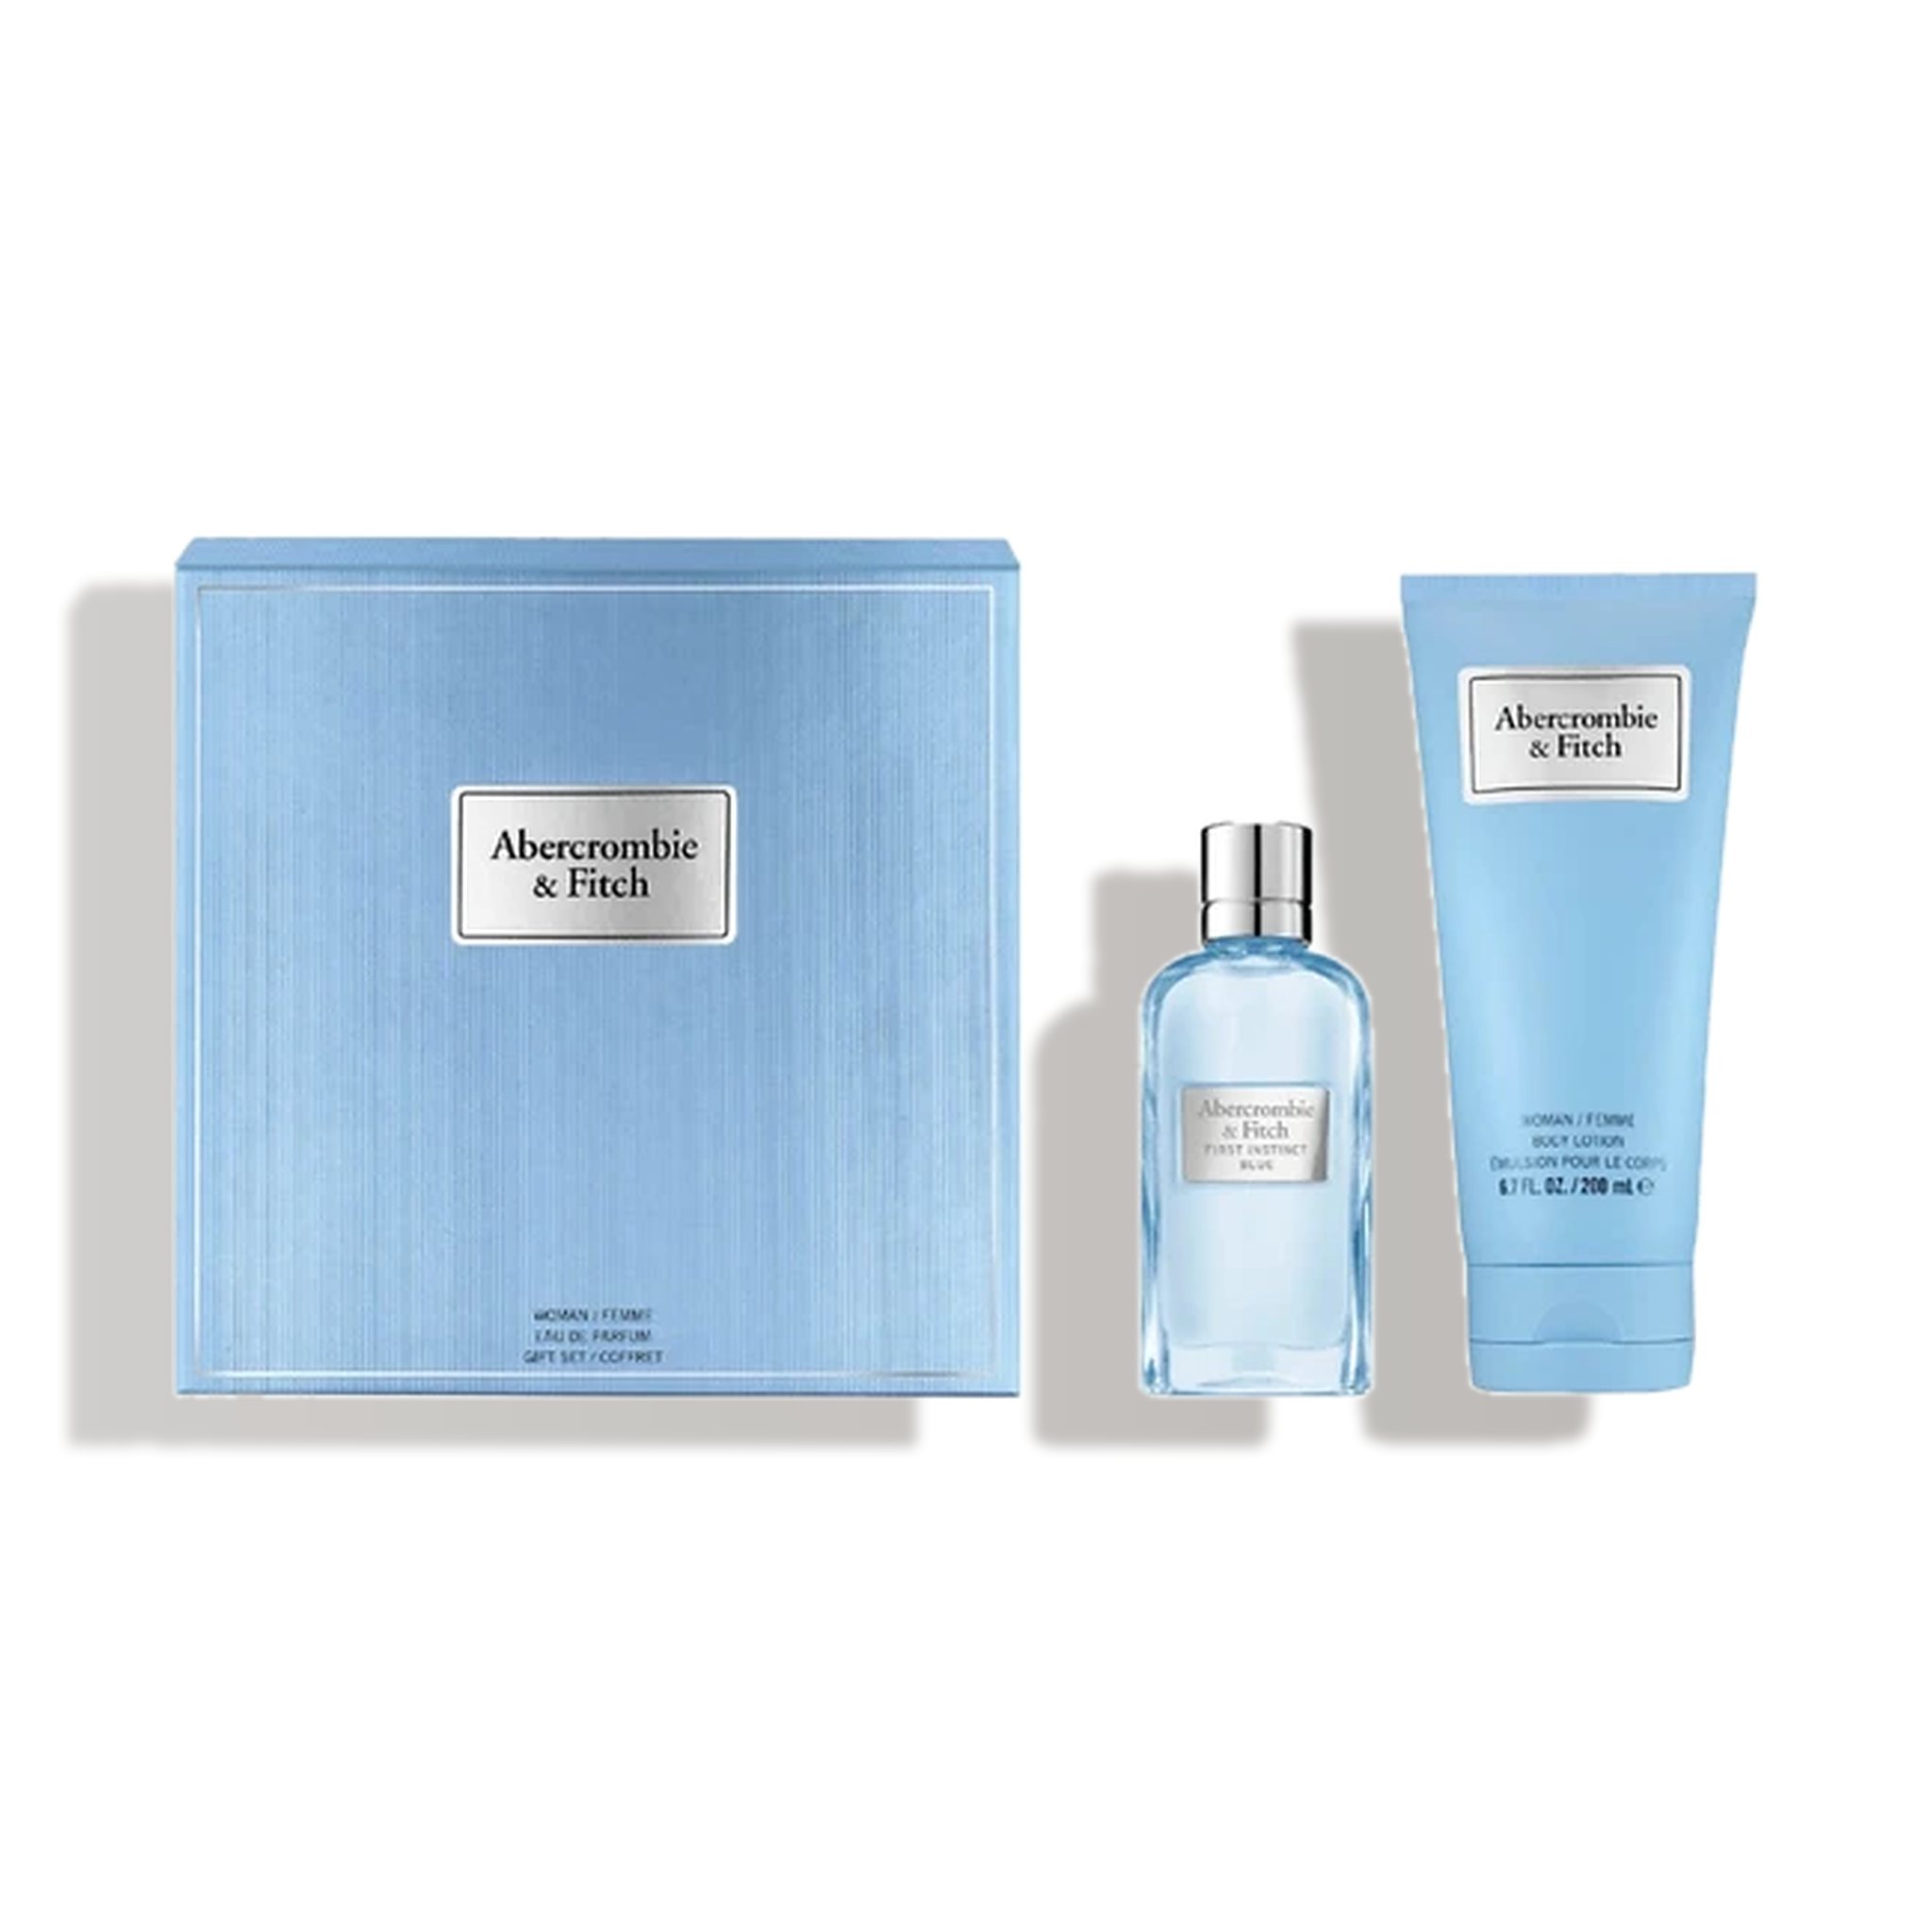 Abercrombie
& Fitch
WOMAN / FEMME
EAU DE PARFUM
GIFT SET / COFFRET
Abercrombie
& Fitch
FIRST INSTINCT
BLUE
Abercrombie
& Fitch
WOMAN / FEMME
BODY LOTION
ÉMULSION POUR LE CORPS
6.7 FL. OZ. / 200 mL ℮